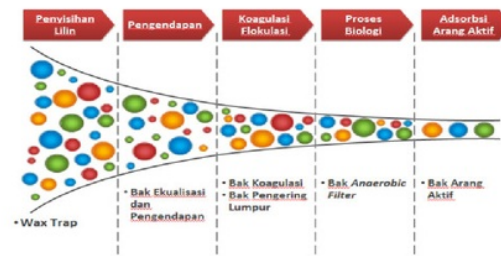 Penyisihan
Lilin
Pengendapan
Koagulasi
Flokulasi
Proses
Biologi
Adsorbsi
Arang Aktif
• Wax Trap
• Bak Ekualisasi
dan
Pengendapan
• Bak Koagulasi
• Bak Pengering
Lumpur
• Bak Anaerobic
Filter
• Bak Arang
Aktif